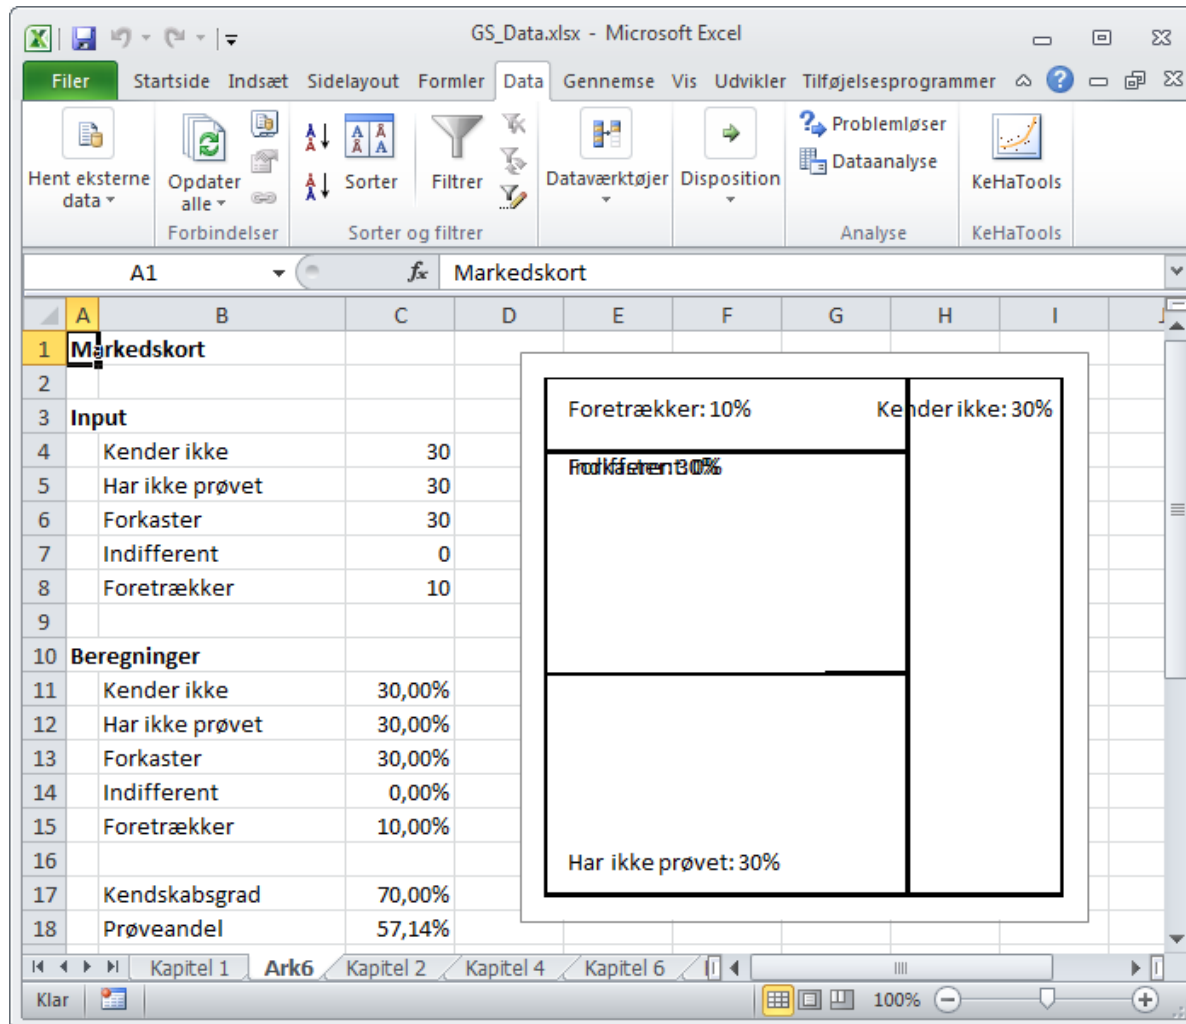 GS_Data.xlsx - Microsoft Excel
Filer Startside Indsæt Sidelayout Formler Data Gennemse Vis Udvikler Tilføjelsesprogrammer
Hent eksterne data
Opdater alle
Forbindelser
Sorter
Filtrer
Sorter og filtrer
Dataværktøjer
Disposition
Problemløser
Dataanalyse
Analyse
KeHaTools
KeHaTools
A1 fx Markedskort
A B C D E F G H I J
1 Markedskort
2
3 Input
4 Kender ikke 30
5 Har ikke prøvet 30
6 Forkaster 30
7 Indifferent 0
8 Foretrækker 10
9
10 Beregninger
11 Kender ikke 30,00%
12 Har ikke prøvet 30,00%
13 Forkaster 30,00%
14 Indifferent 0,00%
15 Foretrækker 10,00%
16
17 Kendskabsgrad 70,00%
18 Prøveandel 57,14%
Foretrækker: 10% Kender ikke: 30%
Har ikke prøvet: 30%
Kapitel 1 Ark6 Kapitel 2 Kapitel 4 Kapitel 6
Klar 100%